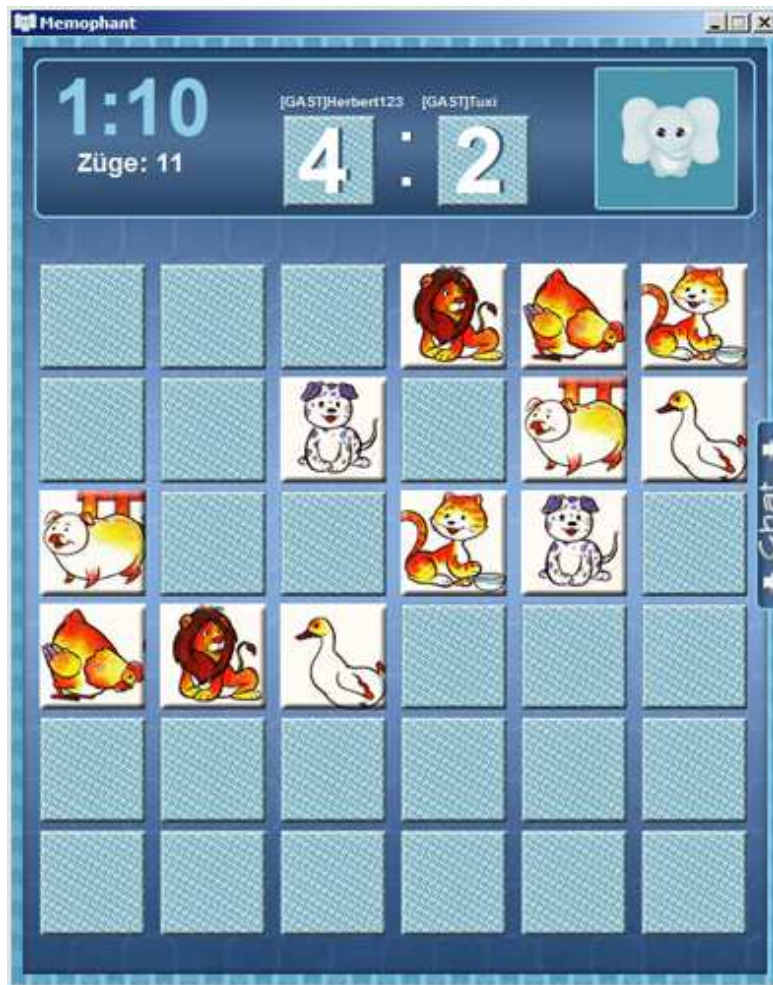 Memophant
1:10
Züge: 11
[GAST]Herbert123 [GAST]Tuxi
4 : 2
Chat